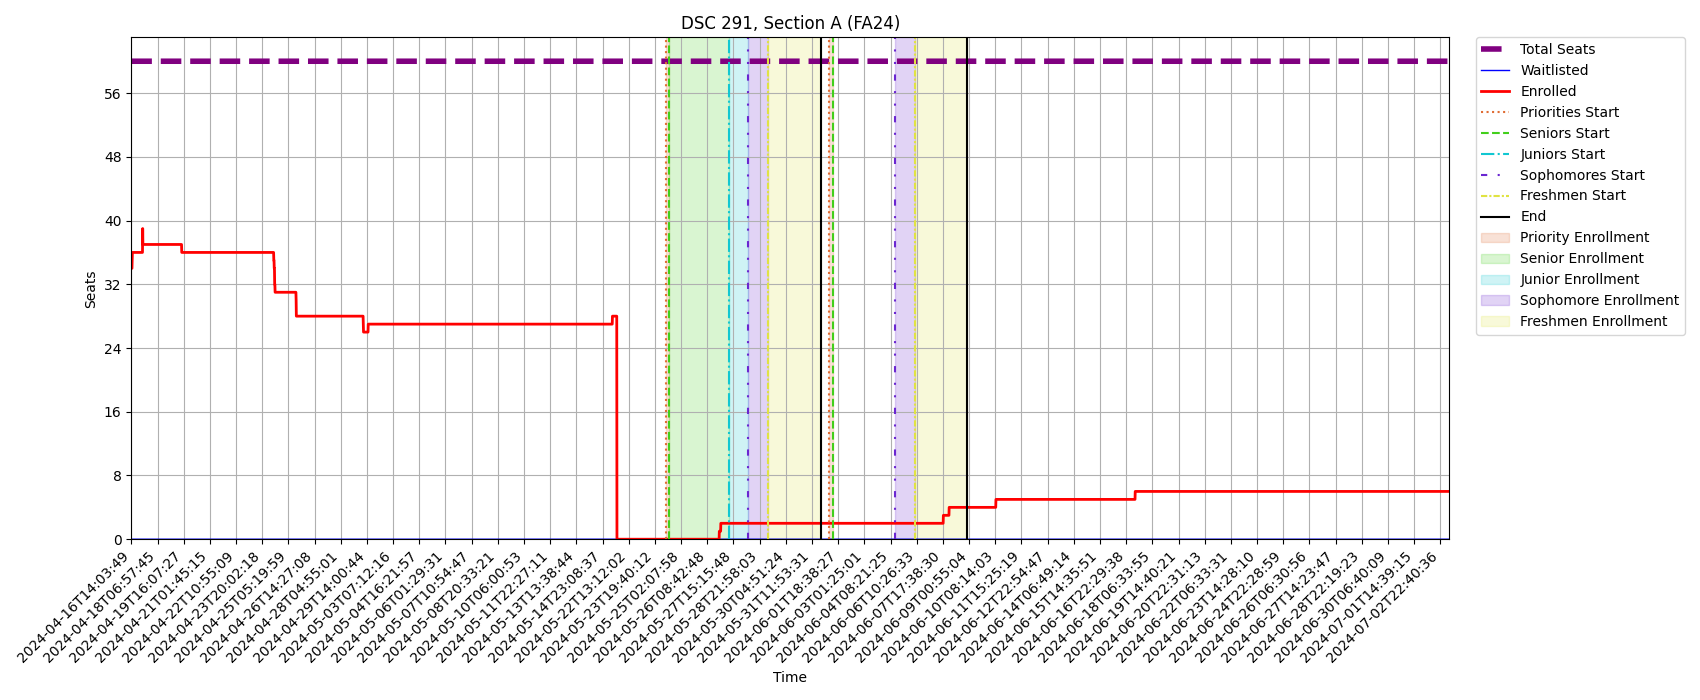 DSC 291, Section A (FA24)
Total Seats
Waitlisted
Enrolled
Priorities Start
Seniors Start
Juniors Start
Sophomores Start
Freshmen Start
End
Priority Enrollment
Senior Enrollment
Junior Enrollment
Sophomore Enrollment
Freshmen Enrollment
Seats
56
48
40
32
24
16
8
0
2024-04-16T14:03:49
2024-04-18T06:57:45
2024-04-19T16:07:27
2024-04-21T01:45:15
2024-04-22T10:55:09
2024-04-23T20:02:18
2024-04-25T05:19:59
2024-04-26T14:27:08
2024-04-28T04:55:01
2024-04-29T14:00:44
2024-05-03T07:12:16
2024-05-04T16:21:57
2024-05-06T01:29:31
2024-05-07T10:54:47
2024-05-08T20:33:21
2024-05-10T06:00:53
2024-05-11T22:27:11
2024-05-13T13:38:44
2024-05-14T23:08:37
2024-05-22T13:12:02
2024-05-23T19:40:12
2024-05-25T02:07:58
2024-05-26T08:42:48
2024-05-27T15:15:48
2024-05-28T21:58:03
2024-05-30T04:51:24
2024-05-31T11:53:31
2024-06-01T18:38:27
2024-06-03T01:25:01
2024-06-04T08:21:25
2024-06-06T10:26:33
2024-06-07T17:38:30
2024-06-09T00:55:04
2024-06-10T08:14:03
2024-06-11T15:25:19
2024-06-12T22:54:47
2024-06-14T06:49:14
2024-06-15T14:35:51
2024-06-16T22:29:38
2024-06-18T06:33:55
2024-06-19T14:40:21
2024-06-20T22:31:13
2024-06-22T06:33:31
2024-06-23T14:28:10
2024-06-24T22:28:59
2024-06-26T06:30:56
2024-06-27T14:23:47
2024-06-28T22:19:23
2024-06-30T06:40:09
2024-07-01T14:39:15
2024-07-02T22:40:36
Time